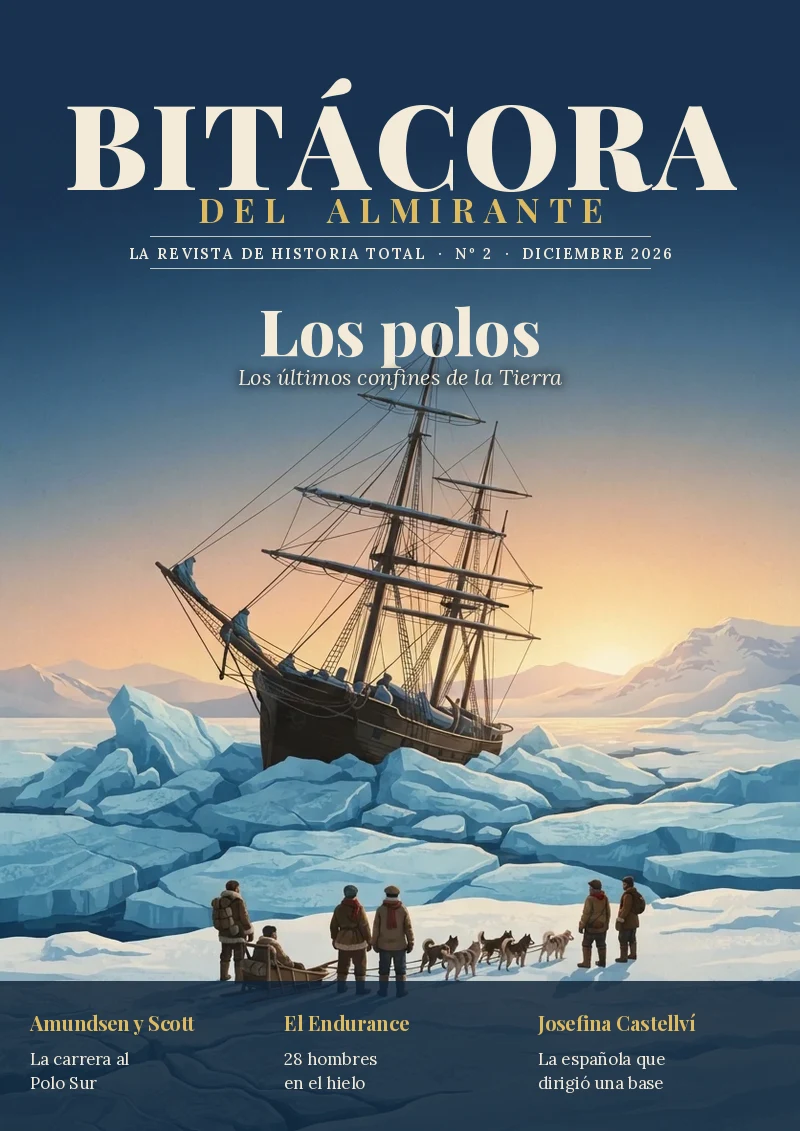 BITÁCORA
DEL ALMIRANTE
LA REVISTA DE HISTORIA TOTAL · Nº 2 · DICIEMBRE 2026
Los polos
Los últimos confines de la Tierra
Amundsen y Scott
La carrera al
Polo Sur
El Endurance
28 hombres
en el hielo
Josefina Castellví
La española que
dirigió una base